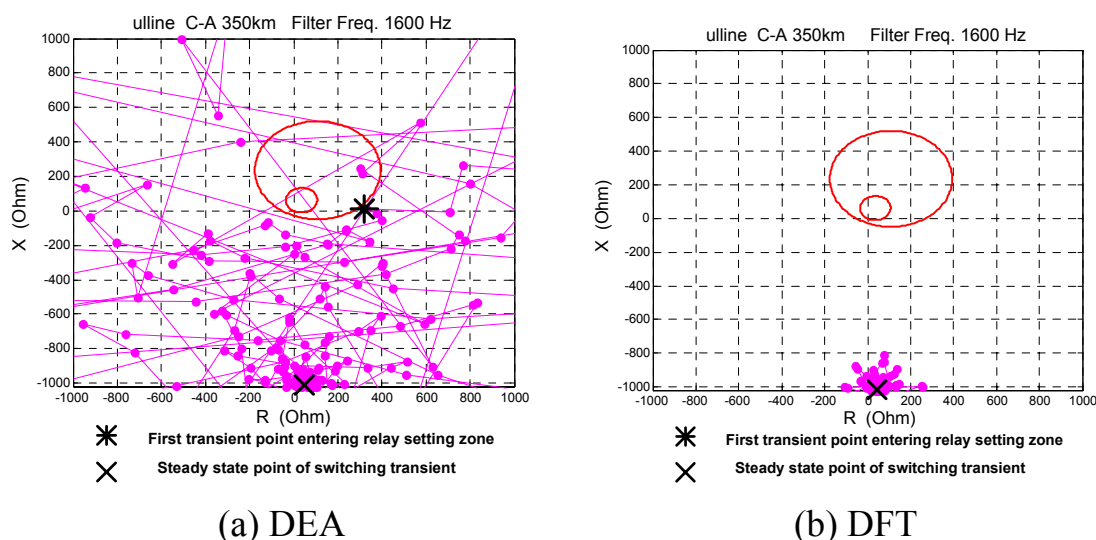 ulline C-A 350km Filter Freq. 1600 Hz
1000
800
600
400
200
0
-200
-400
-600
-800
-1000
X (Ohm)
-1000 -800 -600 -400 -200 0 200 400 600 800 1000
R (Ohm)
First transient point entering relay setting zone
Steady state point of switching transient
(a) DEA
ulline C-A 350km Filter Freq. 1600 Hz
1000
800
600
400
200
0
-200
-400
-600
-800
-1000
X (Ohm)
-1000 -800 -600 -400 -200 0 200 400 600 800 1000
R (Ohm)
First transient point entering relay setting zone
Steady state point of switching transient
(b) DFT